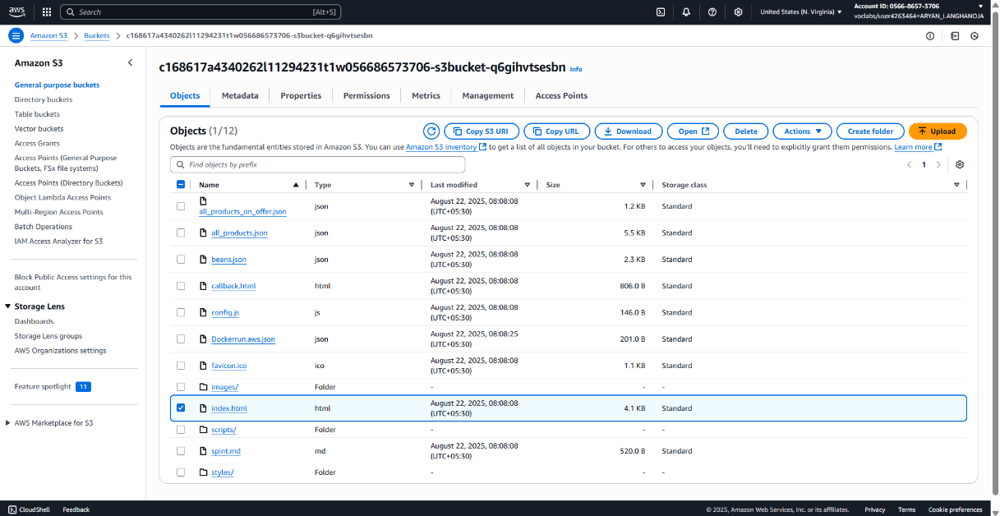 aws
Search [Alt+S]
United States (N. Virginia)
Account ID: 0566-8657-3706
voclabs/user4263464=ARYAN_LANGHANOJA
Amazon S3 > Buckets > c168617a4340262l11294231t1w056686573706-s3bucket-q6gihvtsesbn
Amazon S3
General purpose buckets
Directory buckets
Table buckets
Vector buckets
Access Grants
Access Points (General Purpose
Buckets, FSx file systems)
Access Points (Directory Buckets)
Object Lambda Access Points
Multi-Region Access Points
Batch Operations
IAM Access Analyzer for S3
Block Public Access settings for this
account
Storage Lens
Dashboards
Storage Lens groups
AWS Organizations settings
Feature spotlight 11
AWS Marketplace for S3
c168617a4340262l11294231t1w056686573706-s3bucket-q6gihvtsesbn Info
Objects Metadata Properties Permissions Metrics Management Access Points
Objects (1/12)
Copy S3 URI Copy URL Download Open Delete Actions Create folder Upload
Objects are the fundamental entities stored in Amazon S3. You can use Amazon S3 inventory to get a list of all objects in your bucket. For others to access your objects, you'll need to explicitly grant them permissions. Learn more
Find objects by prefix
1
Name Type Last modified Size Storage class
all_products_on_offer.json json August 22, 2025, 08:08:08 (UTC+05:30) 1.2 KB Standard
all_products.json json August 22, 2025, 08:08:08 (UTC+05:30) 5.5 KB Standard
beans.json json August 22, 2025, 08:08:08 (UTC+05:30) 2.3 KB Standard
callback.html html August 22, 2025, 08:08:08 (UTC+05:30) 806.0 B Standard
config.js js August 22, 2025, 08:08:08 (UTC+05:30) 146.0 B Standard
Dockerrun.aws.json json August 22, 2025, 08:08:25 (UTC+05:30) 201.0 B Standard
favicon.ico ico August 22, 2025, 08:08:08 (UTC+05:30) 1.1 KB Standard
images/ Folder - - -
index.html html August 22, 2025, 08:08:08 (UTC+05:30) 4.1 KB Standard
scripts/ Folder - - -
spint.md md August 22, 2025, 08:08:08 (UTC+05:30) 520.0 B Standard
styles/ Folder - - -
CloudShell Feedback © 2025, Amazon Web Services, Inc. or its affiliates. Privacy Terms Cookie preferences